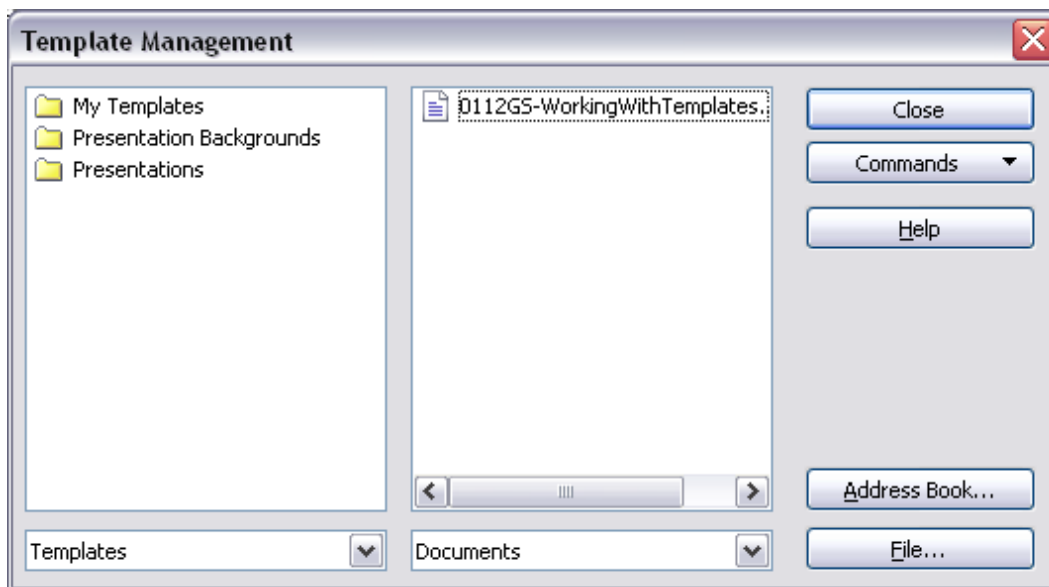 Template Management
My Templates
Presentation Backgrounds
Presentations
0112GS-WorkingWithTemplates.
Close
Commands
Help
Address Book...
Templates
Documents
File...